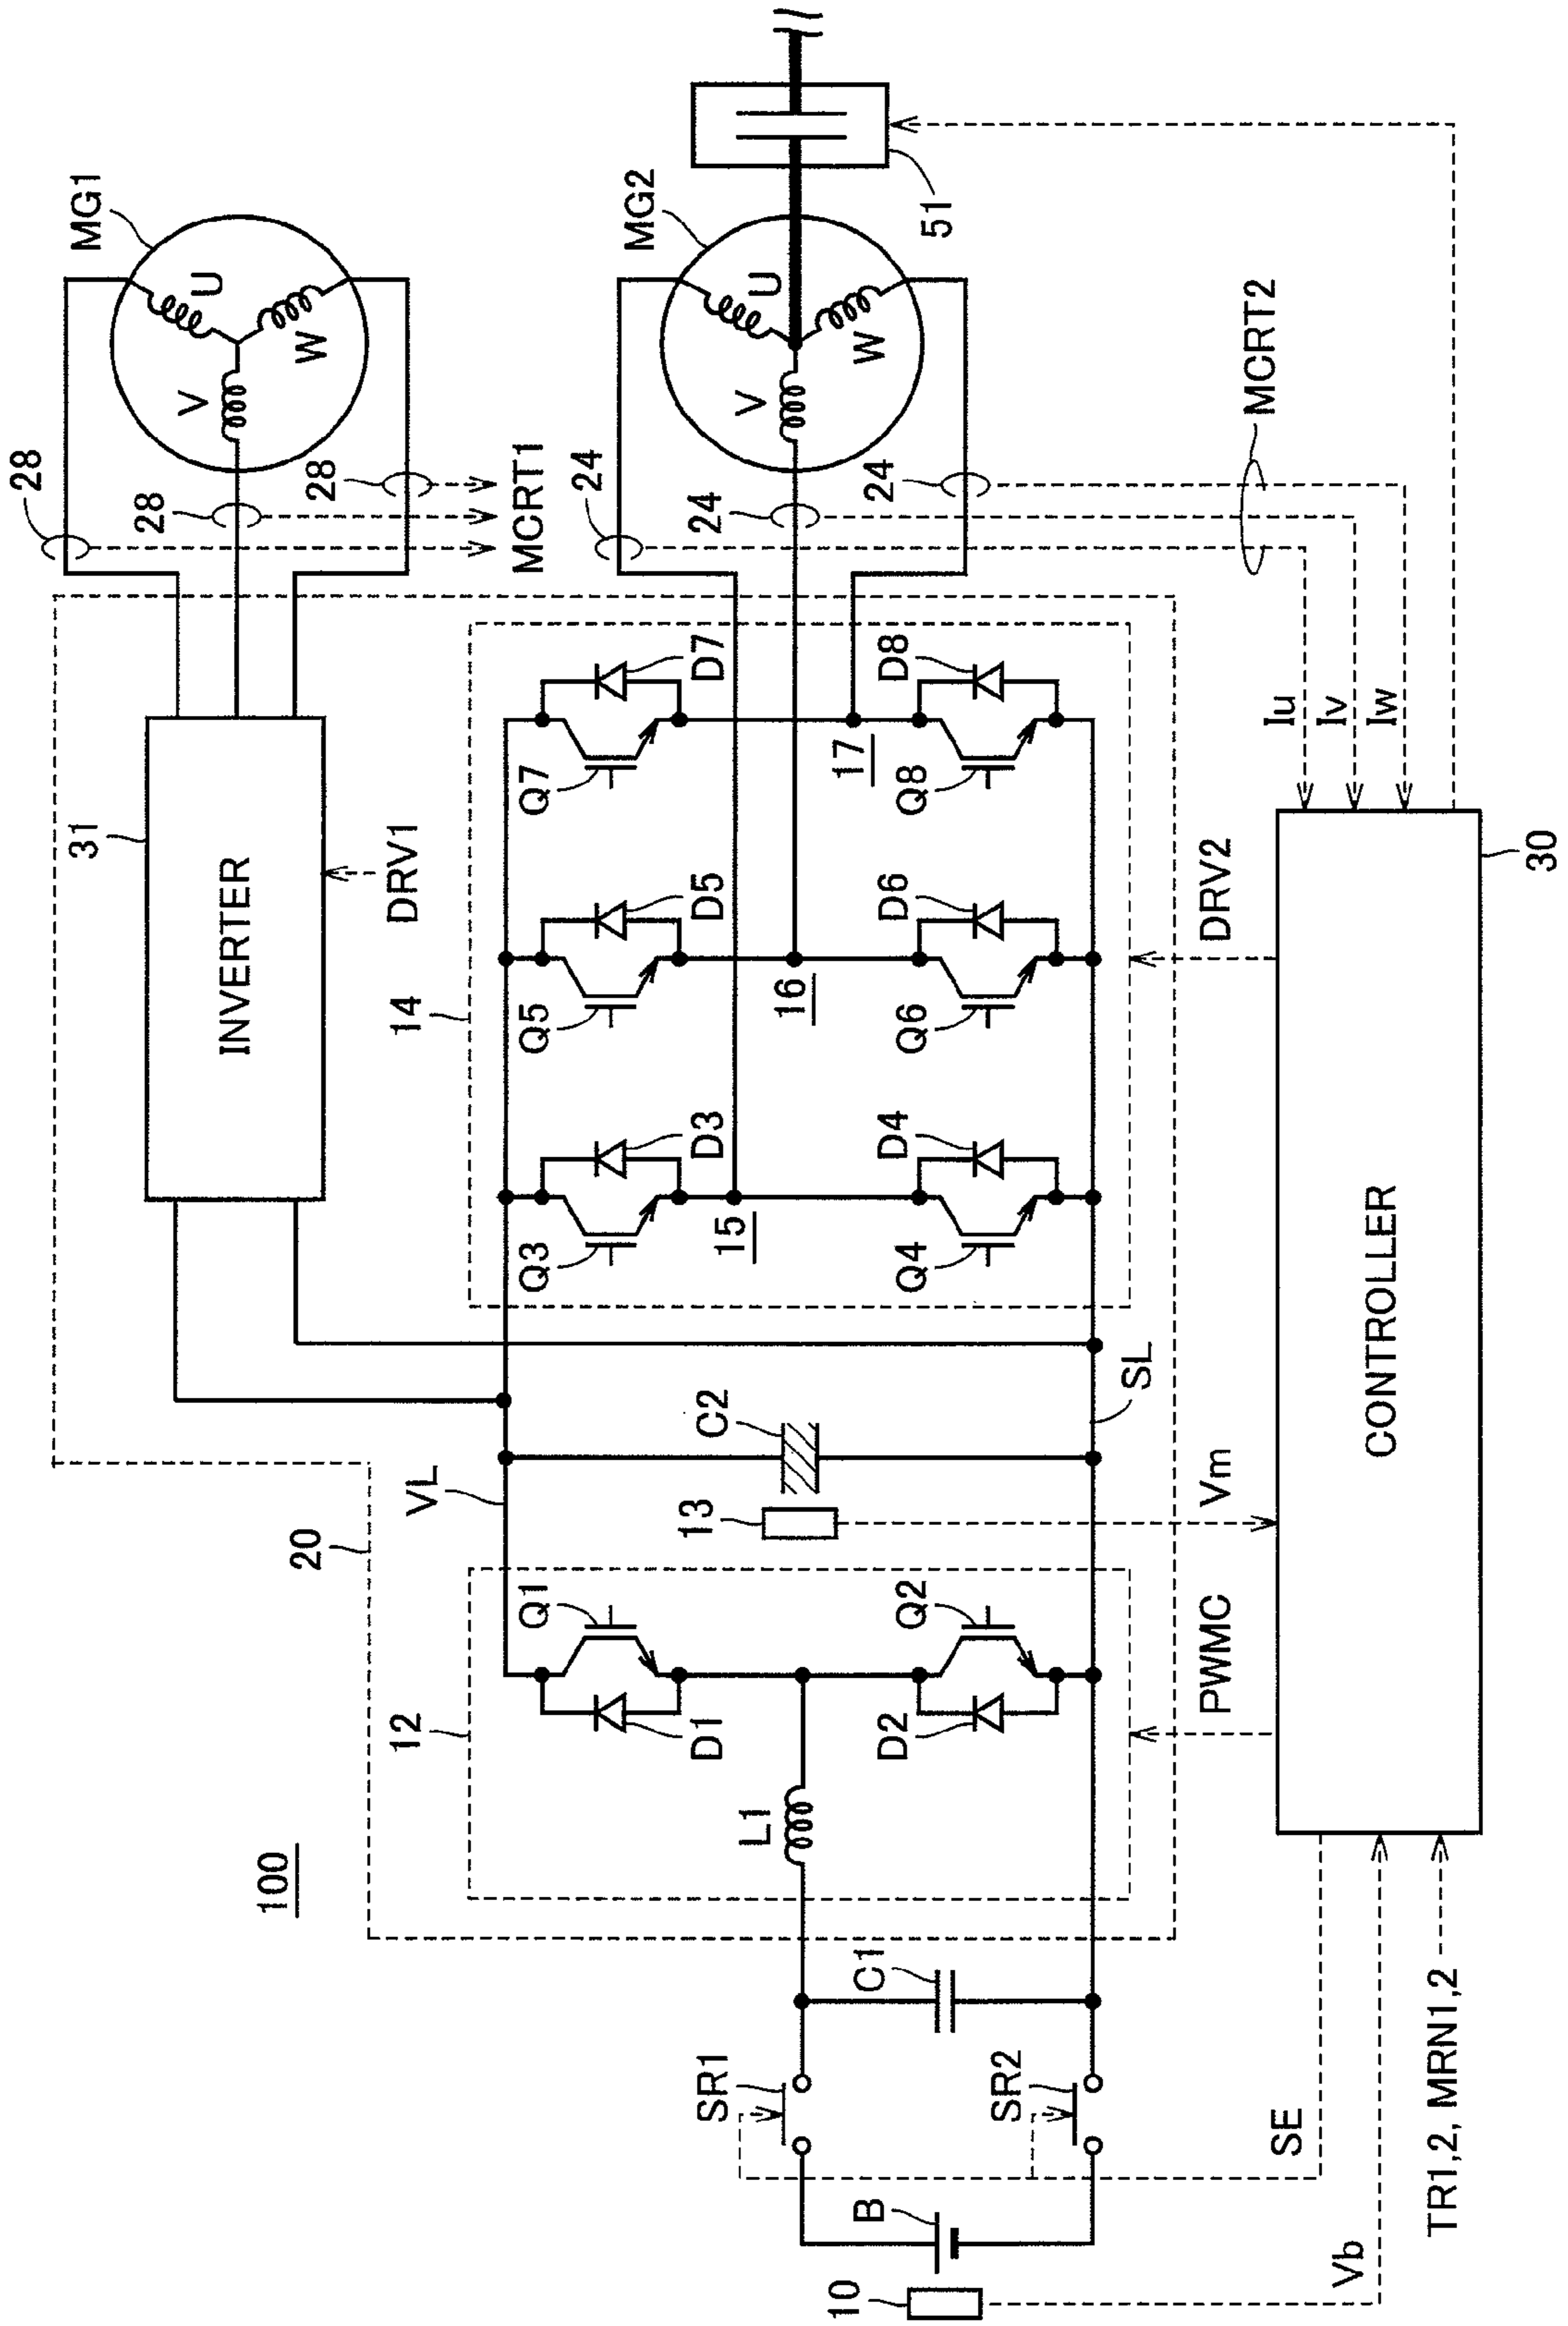 100
20
31
INVERTER
DRV1
MG1
U
V
W
28
28
28
MCRT1
10
B
Vb
SR1
SR2
SE
C1
L1
12
Q1
D1
Q2
D2
PWMC
VL
13
C2
Vm
SL
14
Q3
D3
15
Q4
D4
Q5
D5
16
Q6
D6
Q7
D7
17
Q8
D8
DRV2
MG2
U
V
W
24
24
24
MCRT2
51
Iu
Iv
Iw
CONTROLLER
30
TR1,2, MRN1,2